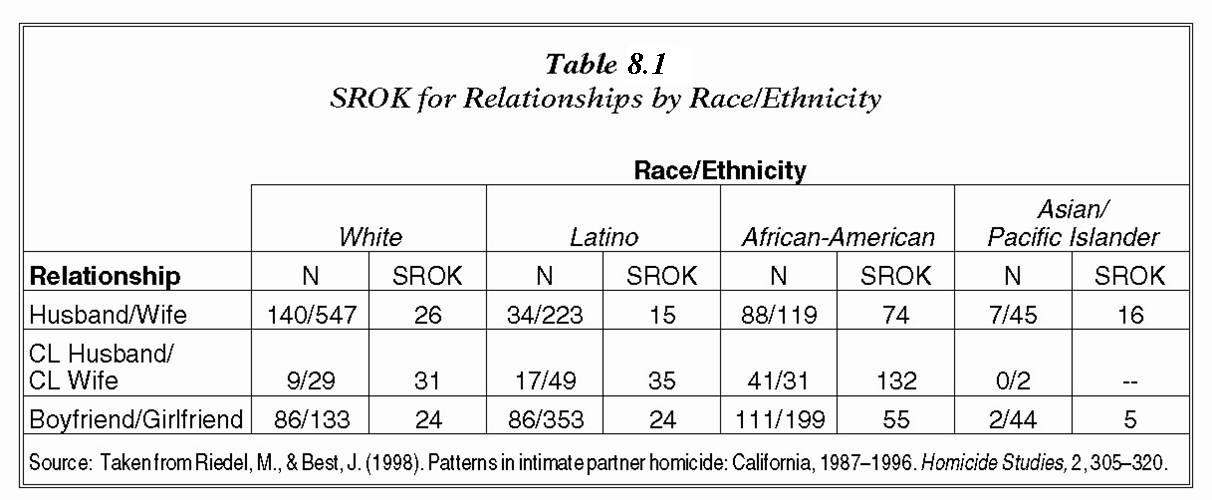 Table 8.1
SROK for Relationships by Race/Ethnicity
Race/Ethnicity
White Latino African-American Asian/
Pacific Islander
Relationship N SROK N SROK N SROK N SROK
Husband/Wife 140/547 26 34/223 15 88/119 74 7/45 16
CL Husband/
CL Wife 9/29 31 17/49 35 41/31 132 0/2 --
Boyfriend/Girlfriend 86/133 24 86/353 24 111/199 55 2/44 5
Source: Taken from Riedel, M., & Best, J. (1998). Patterns in intimate partner homicide: California, 1987–1996. Homicide Studies, 2, 305–320.